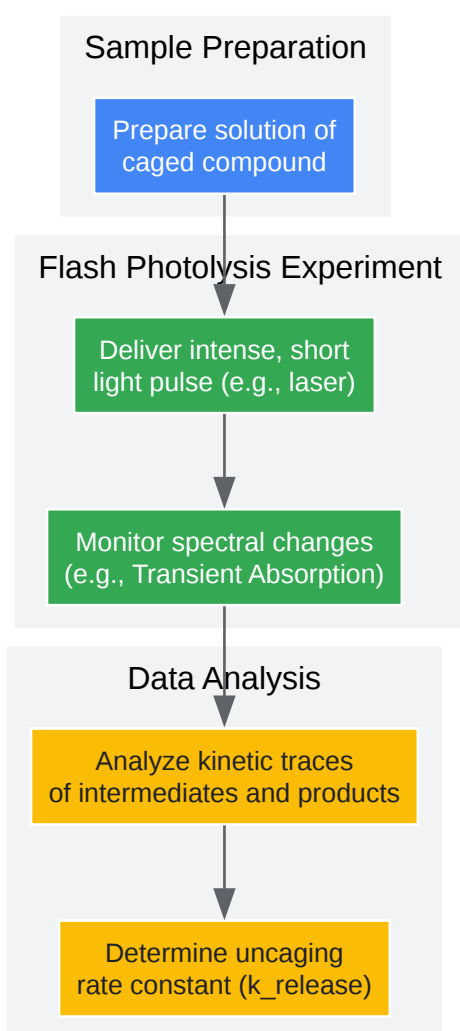 Sample Preparation
Prepare solution of
caged compound
Flash Photolysis Experiment
Deliver intense, short
light pulse (e.g., laser)
Monitor spectral changes
(e.g., Transient Absorption)
Data Analysis
Analyze kinetic traces
of intermediates and products
Determine uncaging
rate constant (k_release)